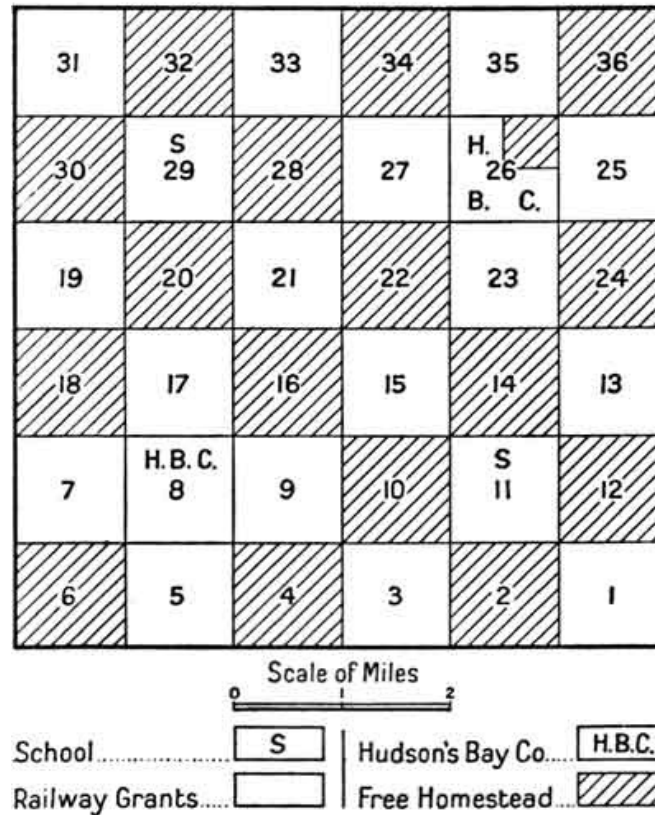 31 32 33 34 35 36
S H.
30 29 28 27 26 25
B. C.
19 20 21 22 23 24
18 17 16 15 14 13
H.B.C. S
7 8 9 10 11 12
6 5 4 3 2 1
Scale of Miles
0 1 2
School.................... S Hudson's Bay Co.... H.B.C.
Railway Grants..... Free Homestead....